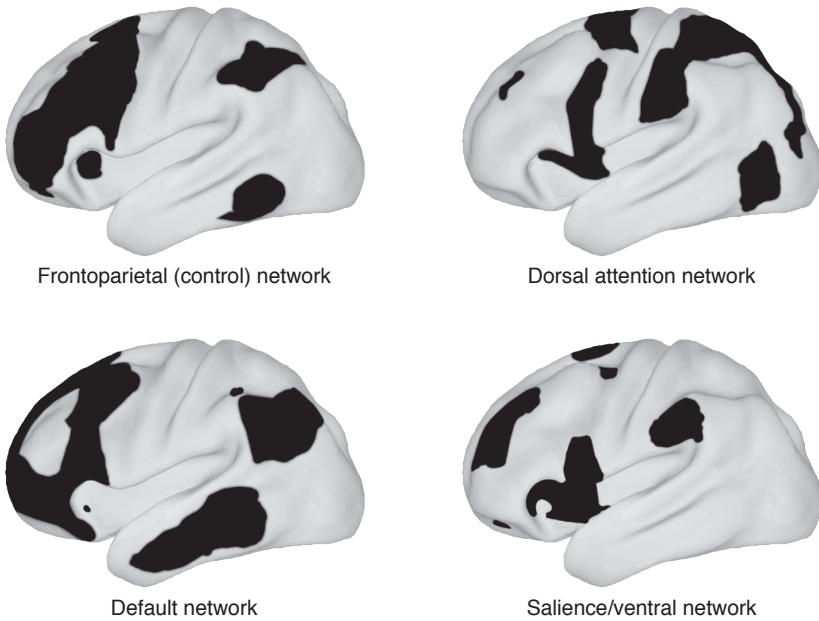 Frontoparietal (control) network
Dorsal attention network
Default network
Salience/ventral network